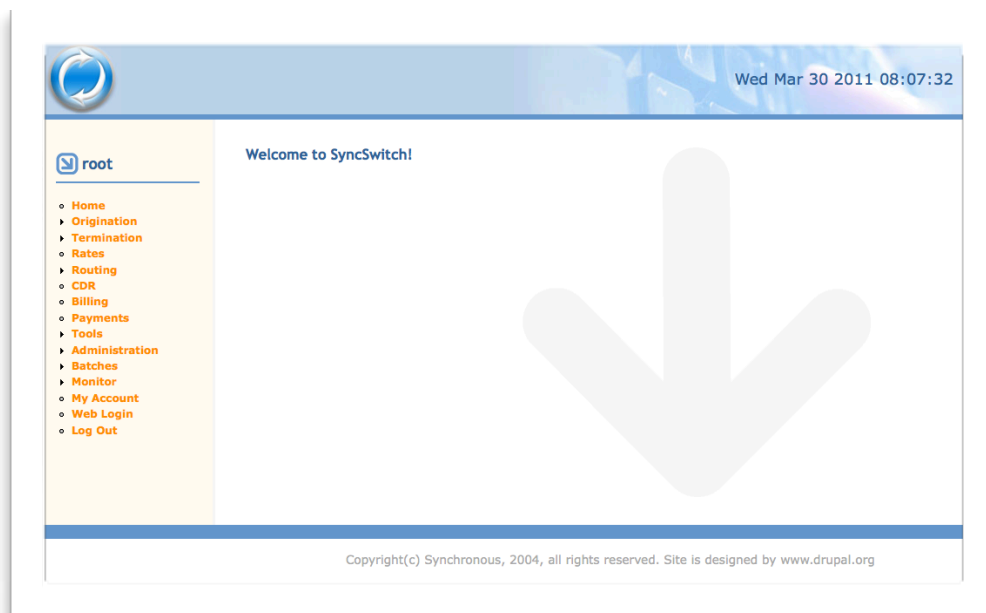 Wed Mar 30 2011 08:07:32
root
Welcome to SyncSwitch!
Home
Origination
Termination
Rates
Routing
CDR
Billing
Payments
Tools
Administration
Batches
Monitor
My Account
Web Login
Log Out
Copyright(c) Synchronous, 2004, all rights reserved. Site is designed by www.drupal.org